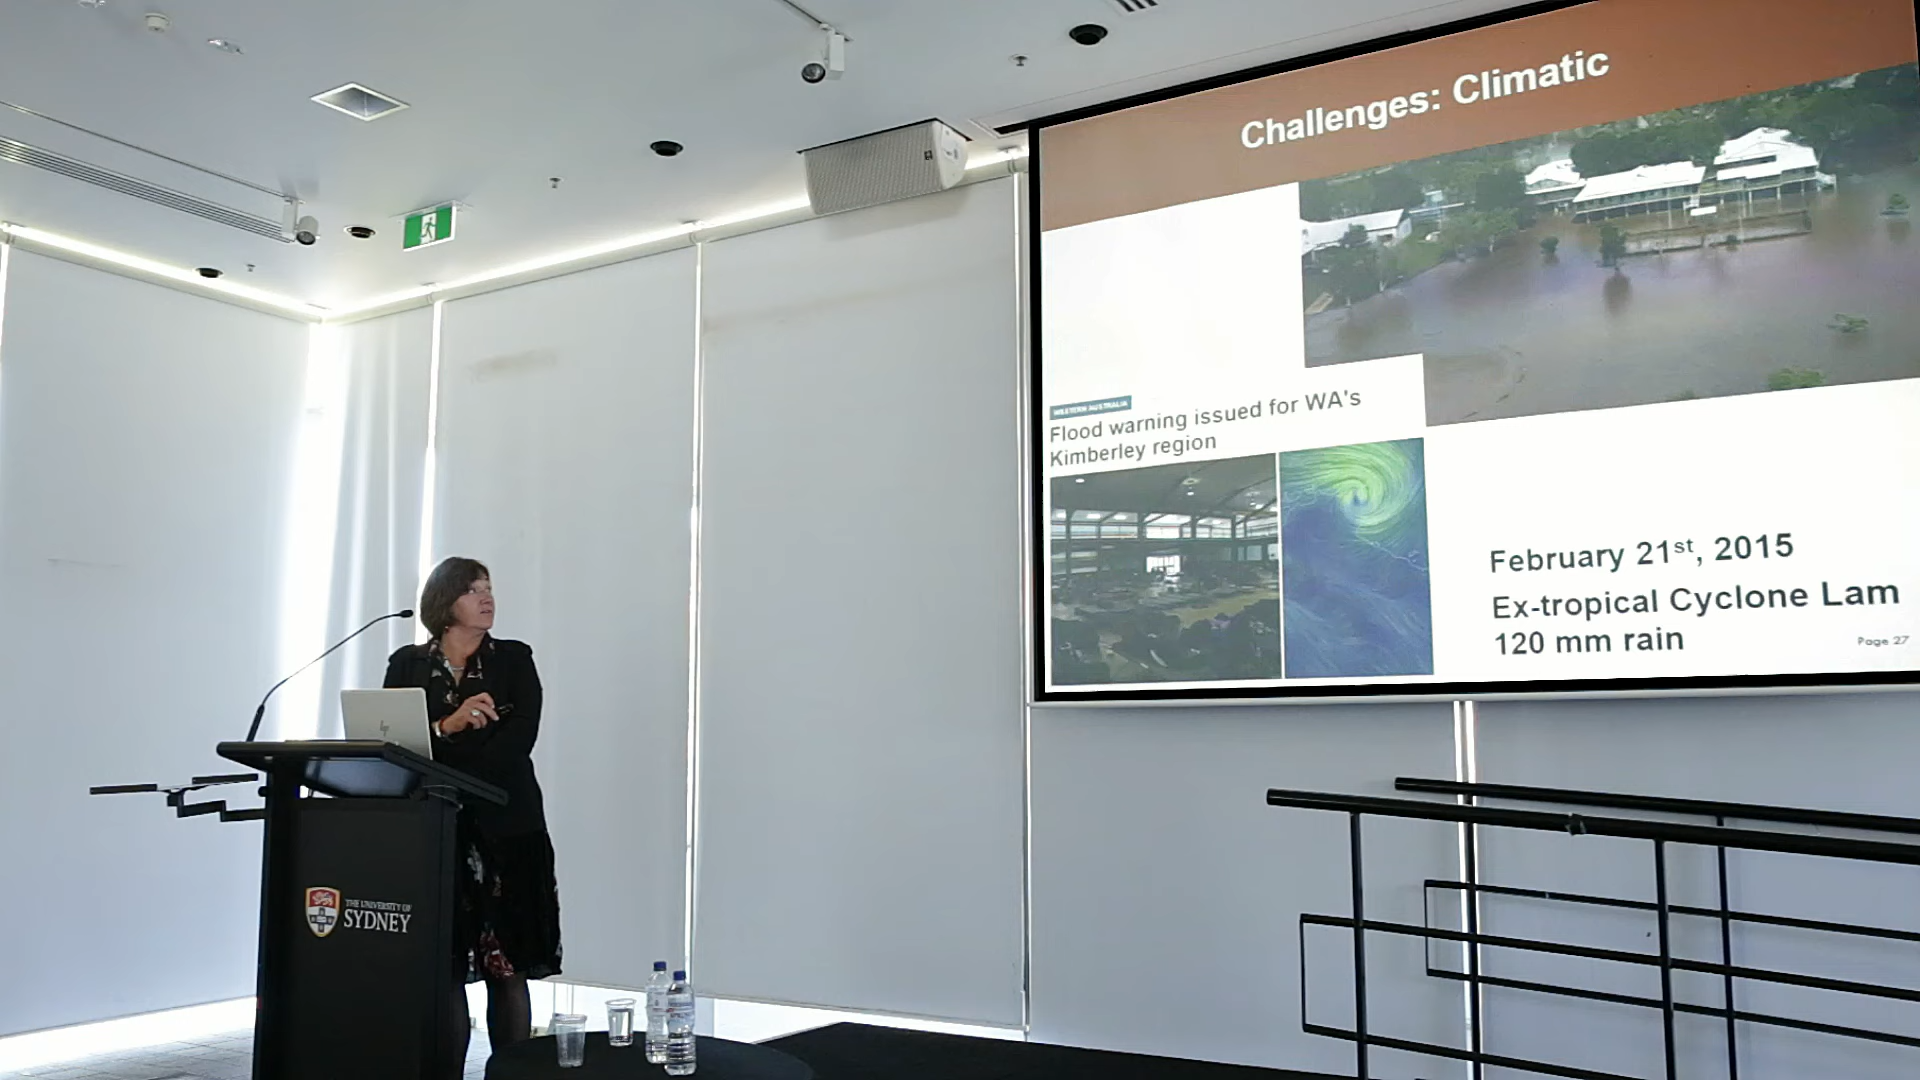 Challenges: Climatic
WESTERN AUSTRALIA
Flood warning issued for WA's
Kimberley region
February 21st, 2015
Ex-tropical Cyclone Lam
120 mm rain
Page 27
hp
THE UNIVERSITY OF
SYDNEY